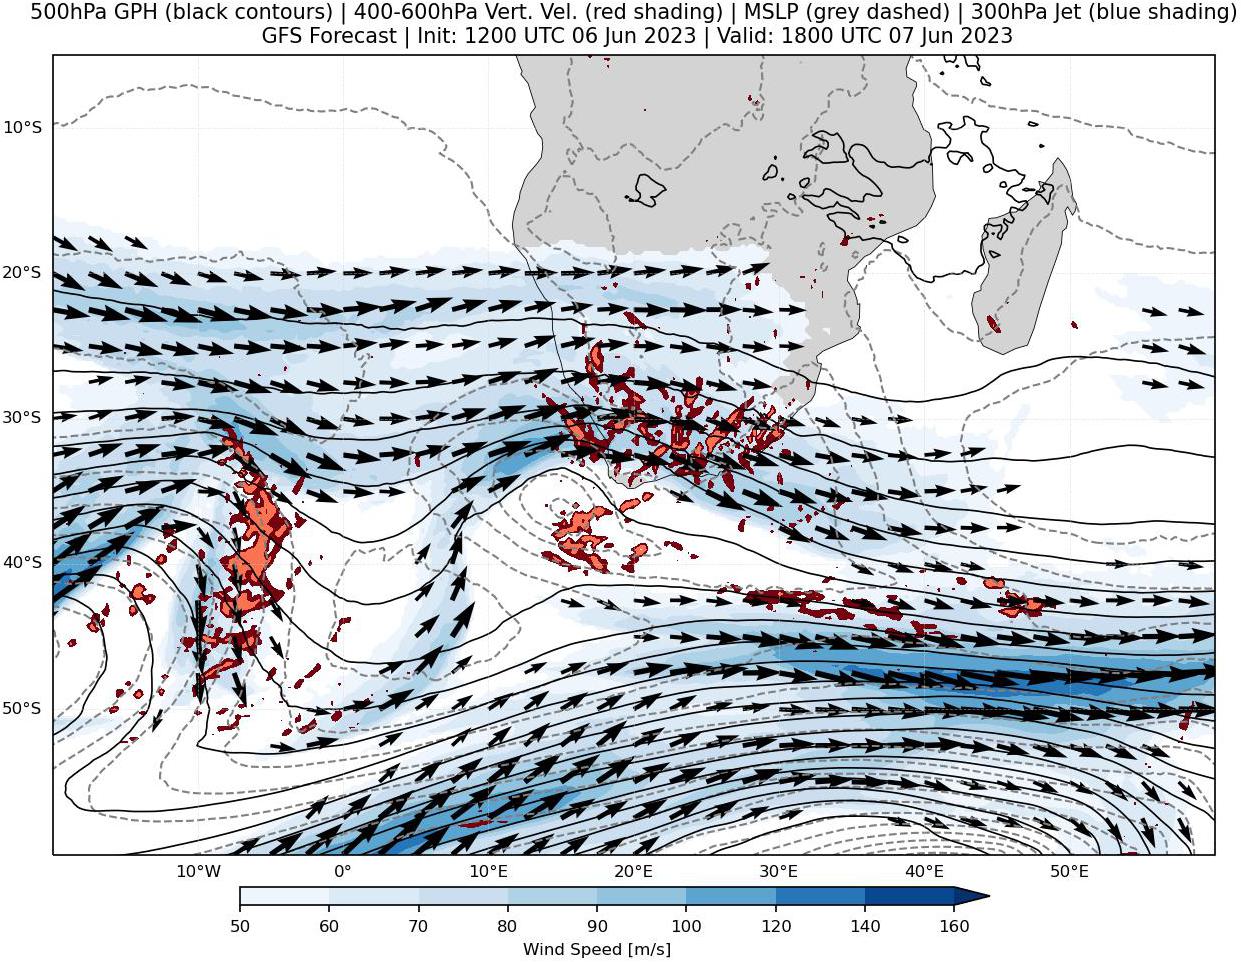 500hPa GPH (black contours) | 400-600hPa Vert. Vel. (red shading) | MSLP (grey dashed) | 300hPa Jet (blue shading)
GFS Forecast | Init: 1200 UTC 06 Jun 2023 | Valid: 1800 UTC 07 Jun 2023
10°S
20°S
30°S
40°S
50°S
10°W 0° 10°E 20°E 30°E 40°E 50°E
50 60 70 80 90 100 120 140 160
Wind Speed [m/s]